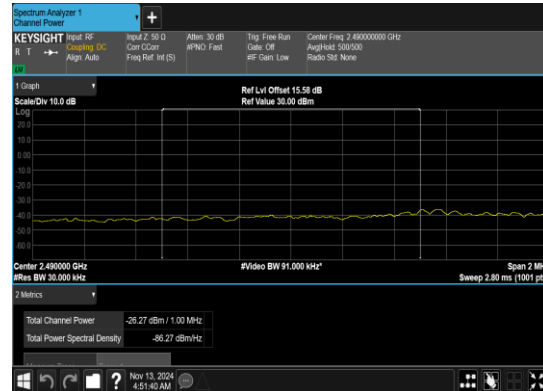 Spectrum Analyzer 1
Channel Power
KEYSIGHT Input: RF Input Z: 50 Ω Atten: 30 dB Trig: Free Run Center Freq: 2.490000000 GHz
R T Coupling: DC Corr CCorr #PNO: Fast Gate: Off Avg|Hold: 500/500
Align: Auto Freq Ref: Int (S) #IF Gain: Low Radio Std: None
1 Graph
Ref Lvl Offset 15.58 dB
Scale/Div 10.0 dB Ref Value 30.00 dBm
Log
20.0
10.0
0.00
-10.0
-20.0
-30.0
-40.0
-50.0
-60.0
Center 2.490000 GHz #Video BW 91.000 kHz* Span 2 MH
#Res BW 30.000 kHz Sweep 2.80 ms (1001 pt
2 Metrics
Total Channel Power -26.27 dBm / 1.00 MHz
Total Power Spectral Density -86.27 dBm/Hz
Nov 13, 2024
4:51:40 AM